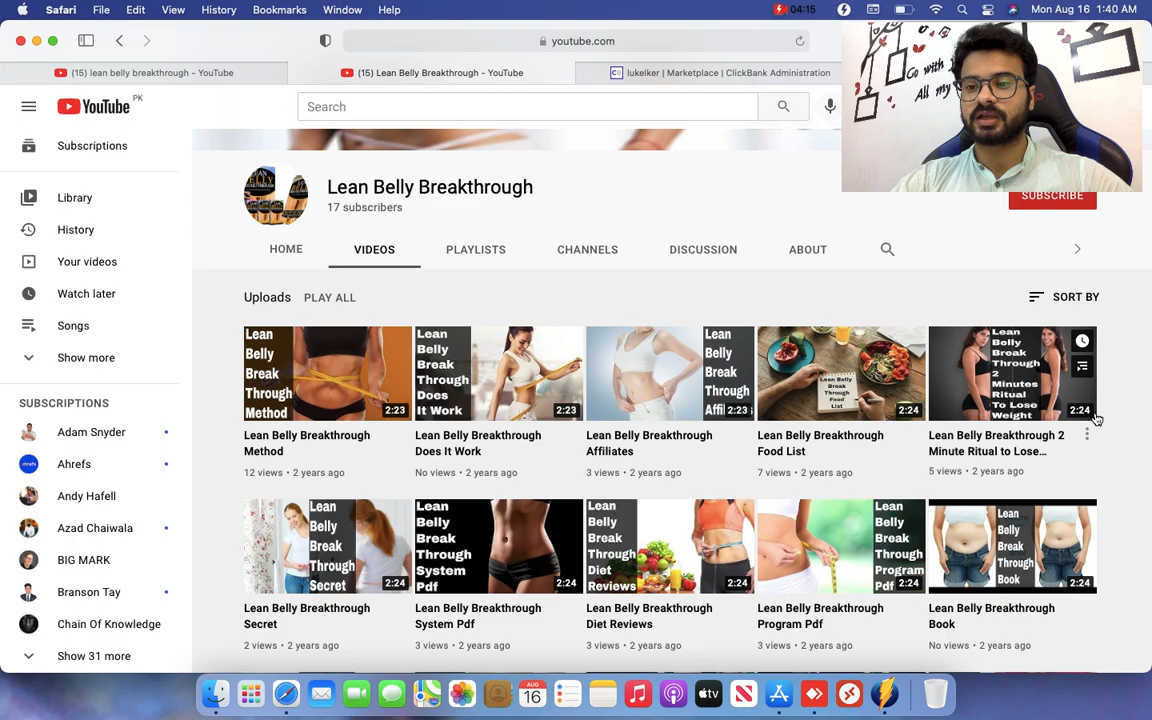 Safari File Edit View History Bookmarks Window Help
04:15 Mon Aug 16 1:40 AM
youtube.com
(15) lean belly breakthrough - YouTube
(15) Lean Belly Breakthrough - YouTube
lukelker | Marketplace | ClickBank Administration
YouTube PK
Search
Go with
All my
Subscriptions
Library
History
Your videos
Watch later
Songs
Show more
SUBSCRIPTIONS
Adam Snyder
Ahrefs
Andy Hafell
Azad Chaiwala
BIG MARK
Branson Tay
Chain Of Knowledge
Show 31 more
Lean Belly Breakthrough
17 subscribers
SUBSCRIBE
HOME VIDEOS PLAYLISTS CHANNELS DISCUSSION ABOUT
Uploads PLAY ALL
SORT BY
Lean
Belly
Break
Through
Method
2:23
Lean Belly Breakthrough
Method
12 views • 2 years ago
Lean
Belly
Break
Through
Does
It Work
2:23
Lean Belly Breakthrough
Does It Work
No views • 2 years ago
Lean
Belly
Break
Through
Affili
2:23
Lean Belly Breakthrough
Affiliates
3 views • 2 years ago
Lean Belly
Break
Through
Food
List
2:24
Lean Belly Breakthrough
Food List
7 views • 2 years ago
Lean
Belly
Break
Through
2
Minutes
Ritual
To Lose
Weight
2:24
Lean Belly Breakthrough 2
Minute Ritual to Lose…
5 views • 2 years ago
Lean
Belly
Break
Through
Secret
2:24
Lean Belly Breakthrough
Secret
2 views • 2 years ago
Lean
Belly
Break
Through
System
Pdf
2:24
Lean Belly Breakthrough
System Pdf
3 views • 2 years ago
Lean
Belly
Break
Through
Diet
Reviews
2:24
Lean Belly Breakthrough
Diet Reviews
3 views • 2 years ago
Lean
Belly
Break
Through
Program
Pdf
2:24
Lean Belly Breakthrough
Program Pdf
3 views • 2 years ago
Lean
Belly
Break
Through
Book
2:24
Lean Belly Breakthrough
Book
No views • 2 years ago
AUG
16
tv